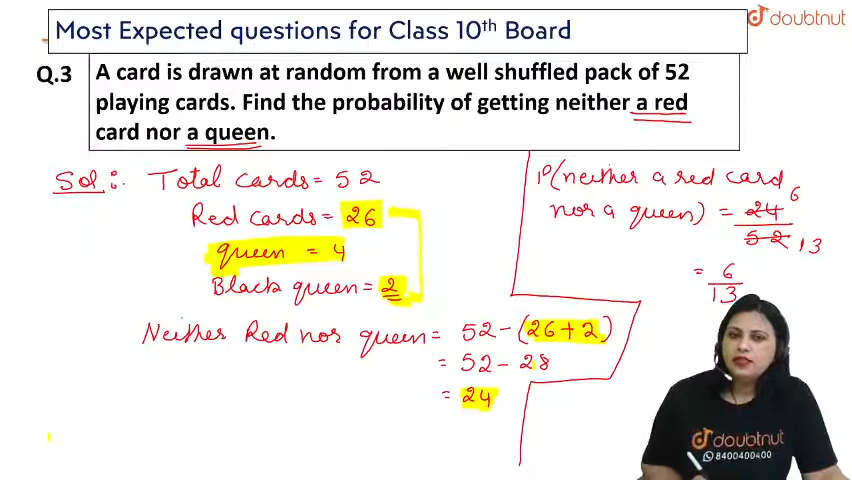 doubtnut
Most Expected questions for Class 10th Board
Q.3 A card is drawn at random from a well shuffled pack of 52
playing cards. Find the probability of getting neither a red
card nor a queen.
Sol :. Total cards = 52
Red cards = 26
queen = 4
Black queen = 2
Neither Red nor queen = 52 - (26 + 2)
= 52 - 28
= 24
P(neither a red card
nor a queen) = 24/52 6 13
= 6/13
doubtnut
8400400400